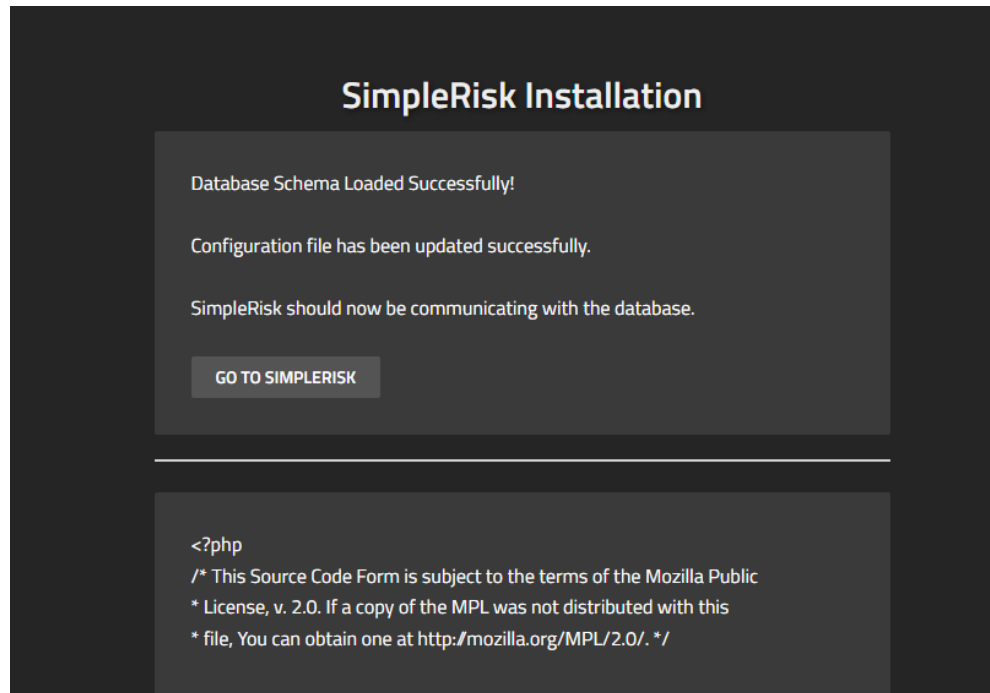 SimpleRisk Installation
Database Schema Loaded Successfully!
Configuration file has been updated successfully.
SimpleRisk should now be communicating with the database.
GO TO SIMPLERISK
<?php
/* This Source Code Form is subject to the terms of the Mozilla Public
* License, v. 2.0. If a copy of the MPL was not distributed with this
* file, You can obtain one at http://mozilla.org/MPL/2.0/. */